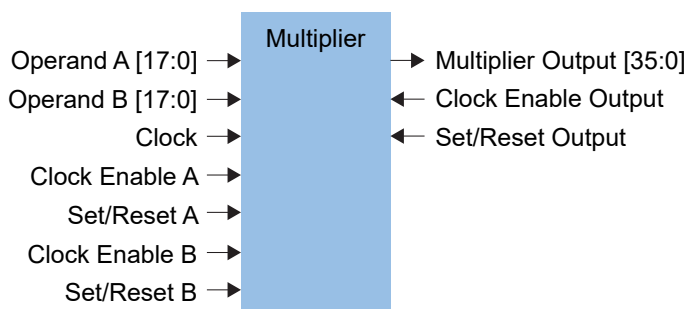 Multiplier
Operand A [17:0]
Operand B [17:0]
Clock
Clock Enable A
Set/Reset A
Clock Enable B
Set/Reset B
Multiplier Output [35:0]
Clock Enable Output
Set/Reset Output